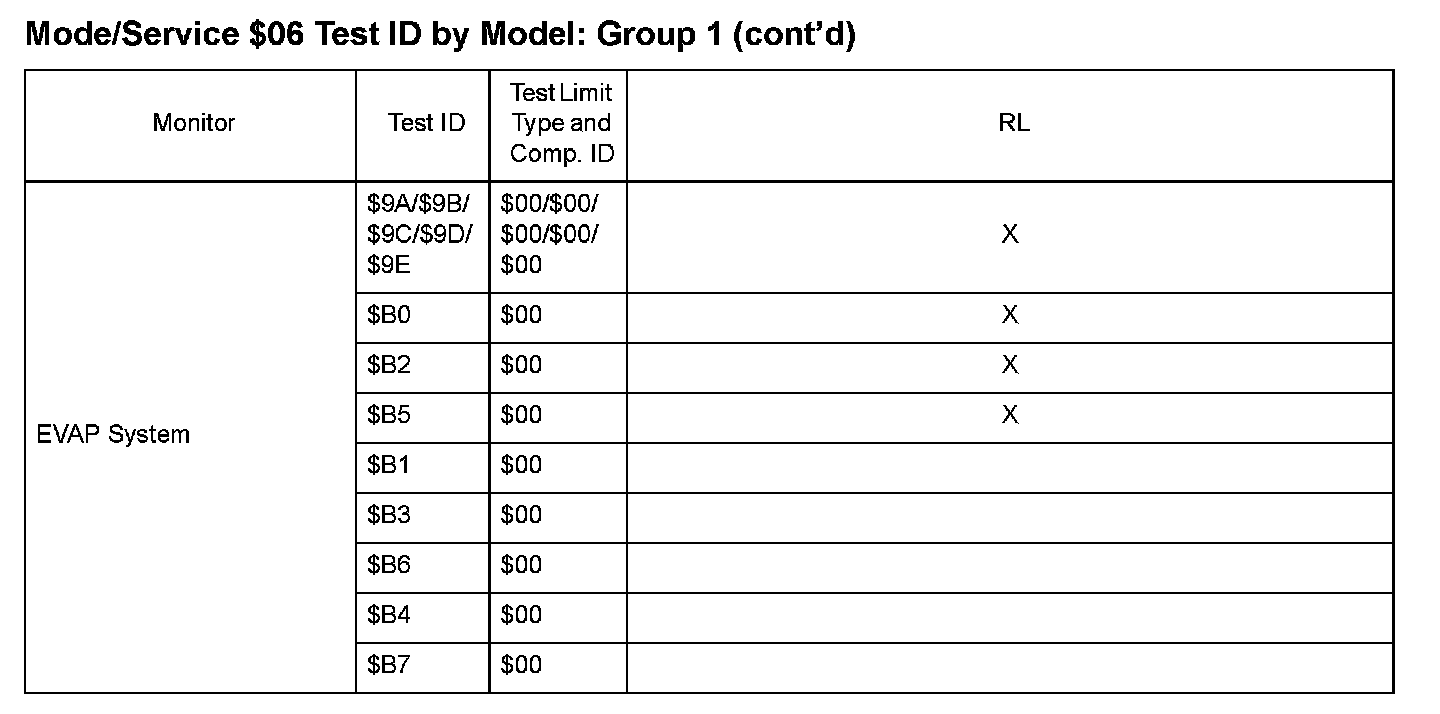 Mode/Service $06 Test ID by Model: Group 1 (cont’d)
Monitor
Test ID
Test Limit
Type and
Comp. ID
RL
EVAP System
$9A/$9B/
$9C/$9D/
$9E
$00/$00/
$00/$00/
$00
X
$B0 $00 X
$B2 $00 X
$B5 $00 X
$B1 $00
$B3 $00
$B6 $00
$B4 $00
$B7 $00